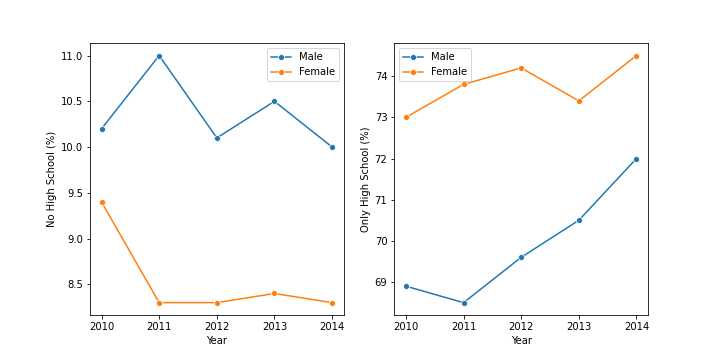 No High School (%)
11.0
10.5
10.0
9.5
9.0
8.5
2010 2011 2012 2013 2014
Year
Male
Female
Only High School (%)
74
73
72
71
70
69
2010 2011 2012 2013 2014
Year
Male
Female